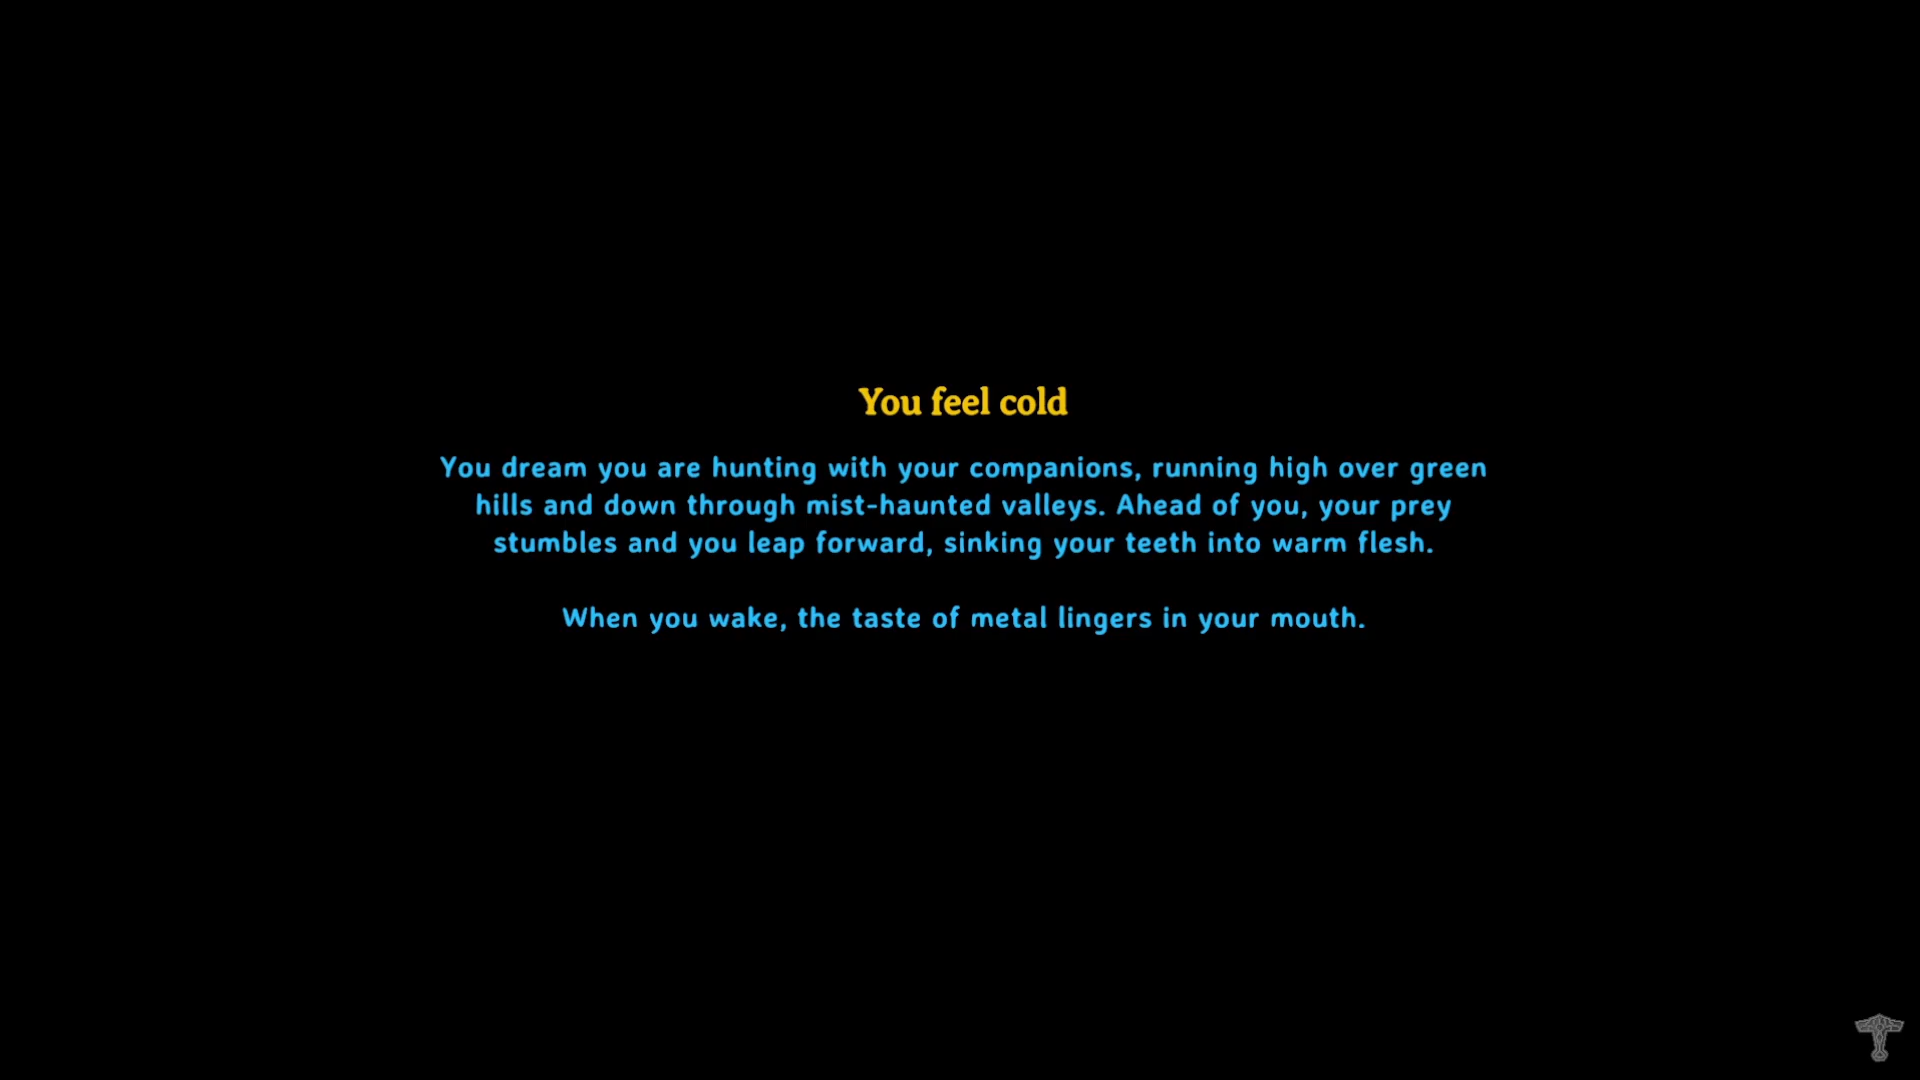 You feel cold
You dream you are hunting with your companions, running high over green
hills and down through mist-haunted valleys. Ahead of you, your prey
stumbles and you leap forward, sinking your teeth into warm flesh.
When you wake, the taste of metal lingers in your mouth.